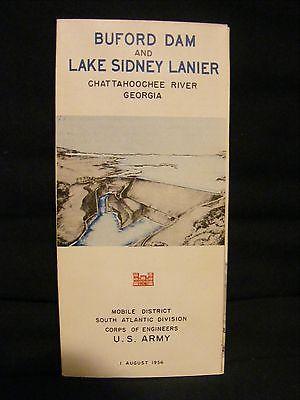 BUFORD DAM
AND
LAKE SIDNEY LANIER
CHATTAHOOCHEE RIVER
GEORGIA
MOBILE DISTRICT
SOUTH ATLANTIC DIVISION
CORPS OF ENGINEERS
U. S. ARMY
1 AUGUST 1956